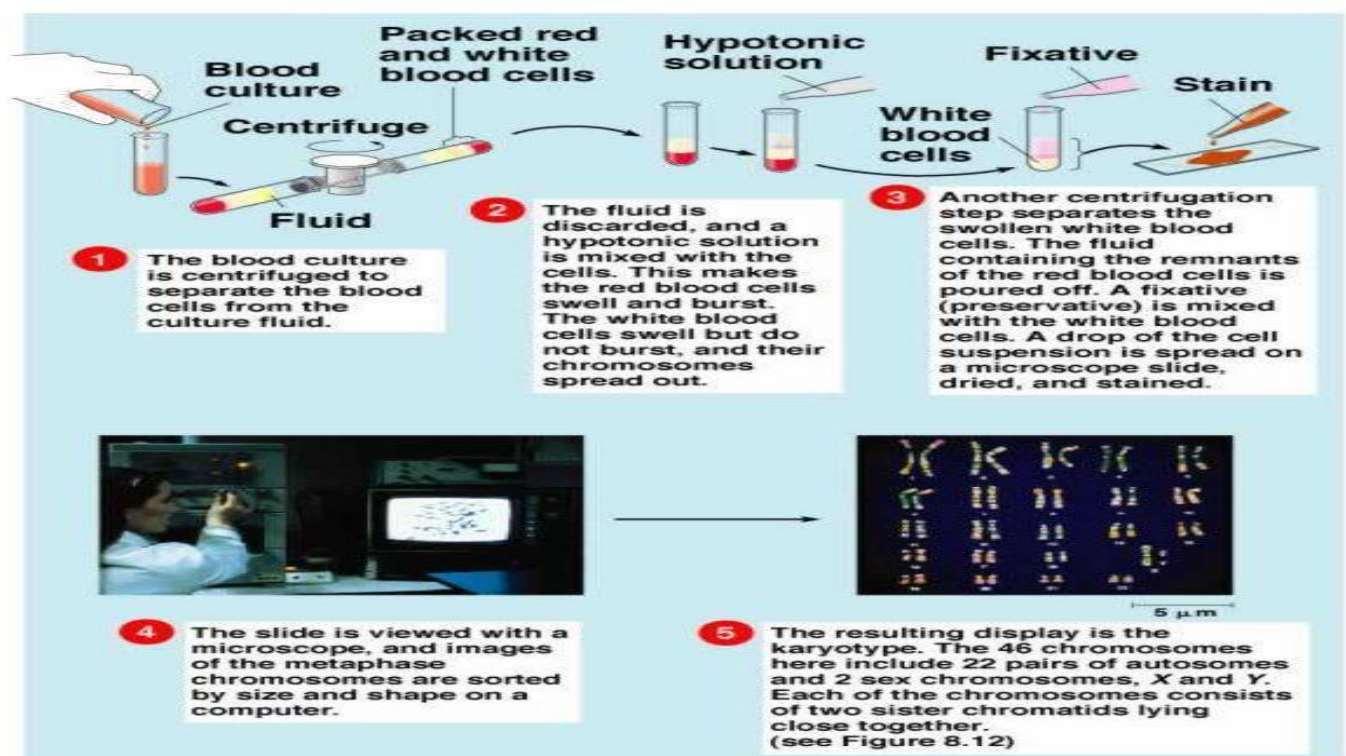 Blood
culture
Packed red
and white
blood cells
Centrifuge
Fluid
Hypotonic
solution
Fixative
White
blood
cells
Stain
1 The blood culture
is centrifuged to
separate the blood
cells from the
culture fluid.
2 The fluid is
discarded, and a
hypotonic solution
is mixed with the
cells. This makes
the red blood cells
swell and burst.
The white blood
cells swell but do
not burst, and their
chromosomes
spread out.
3 Another centrifugation
step separates the
swollen white blood
cells. The fluid
containing the remnants
of the red blood cells is
poured off. A fixative
(preservative) is mixed
with the white blood
cells. A drop of the cell
suspension is spread on
a microscope slide,
dried, and stained.
5 μm
4 The slide is viewed with a
microscope, and images
of the metaphase
chromosomes are sorted
by size and shape on a
computer.
5 The resulting display is the
karyotype. The 46 chromosomes
here include 22 pairs of autosomes
and 2 sex chromosomes, X and Y.
Each of the chromosomes consists
of two sister chromatids lying
close together.
(see Figure 8.12)